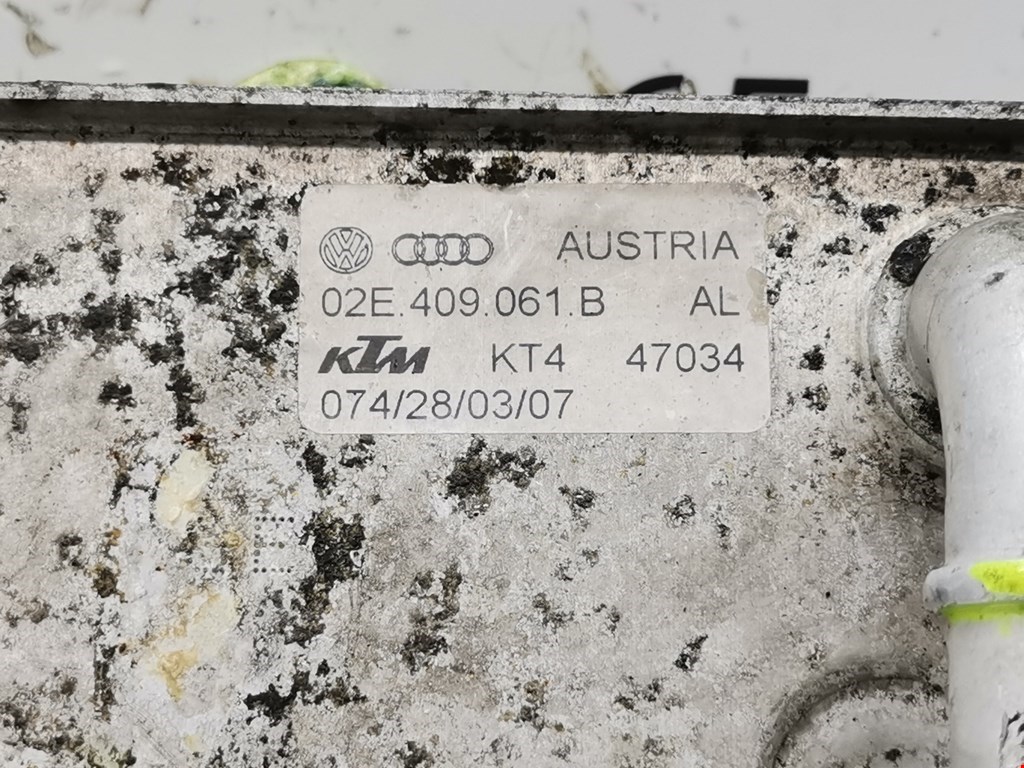 AUSTRIA
02E.409.061.B AL
KTM KT4 47034
074/28/03/07